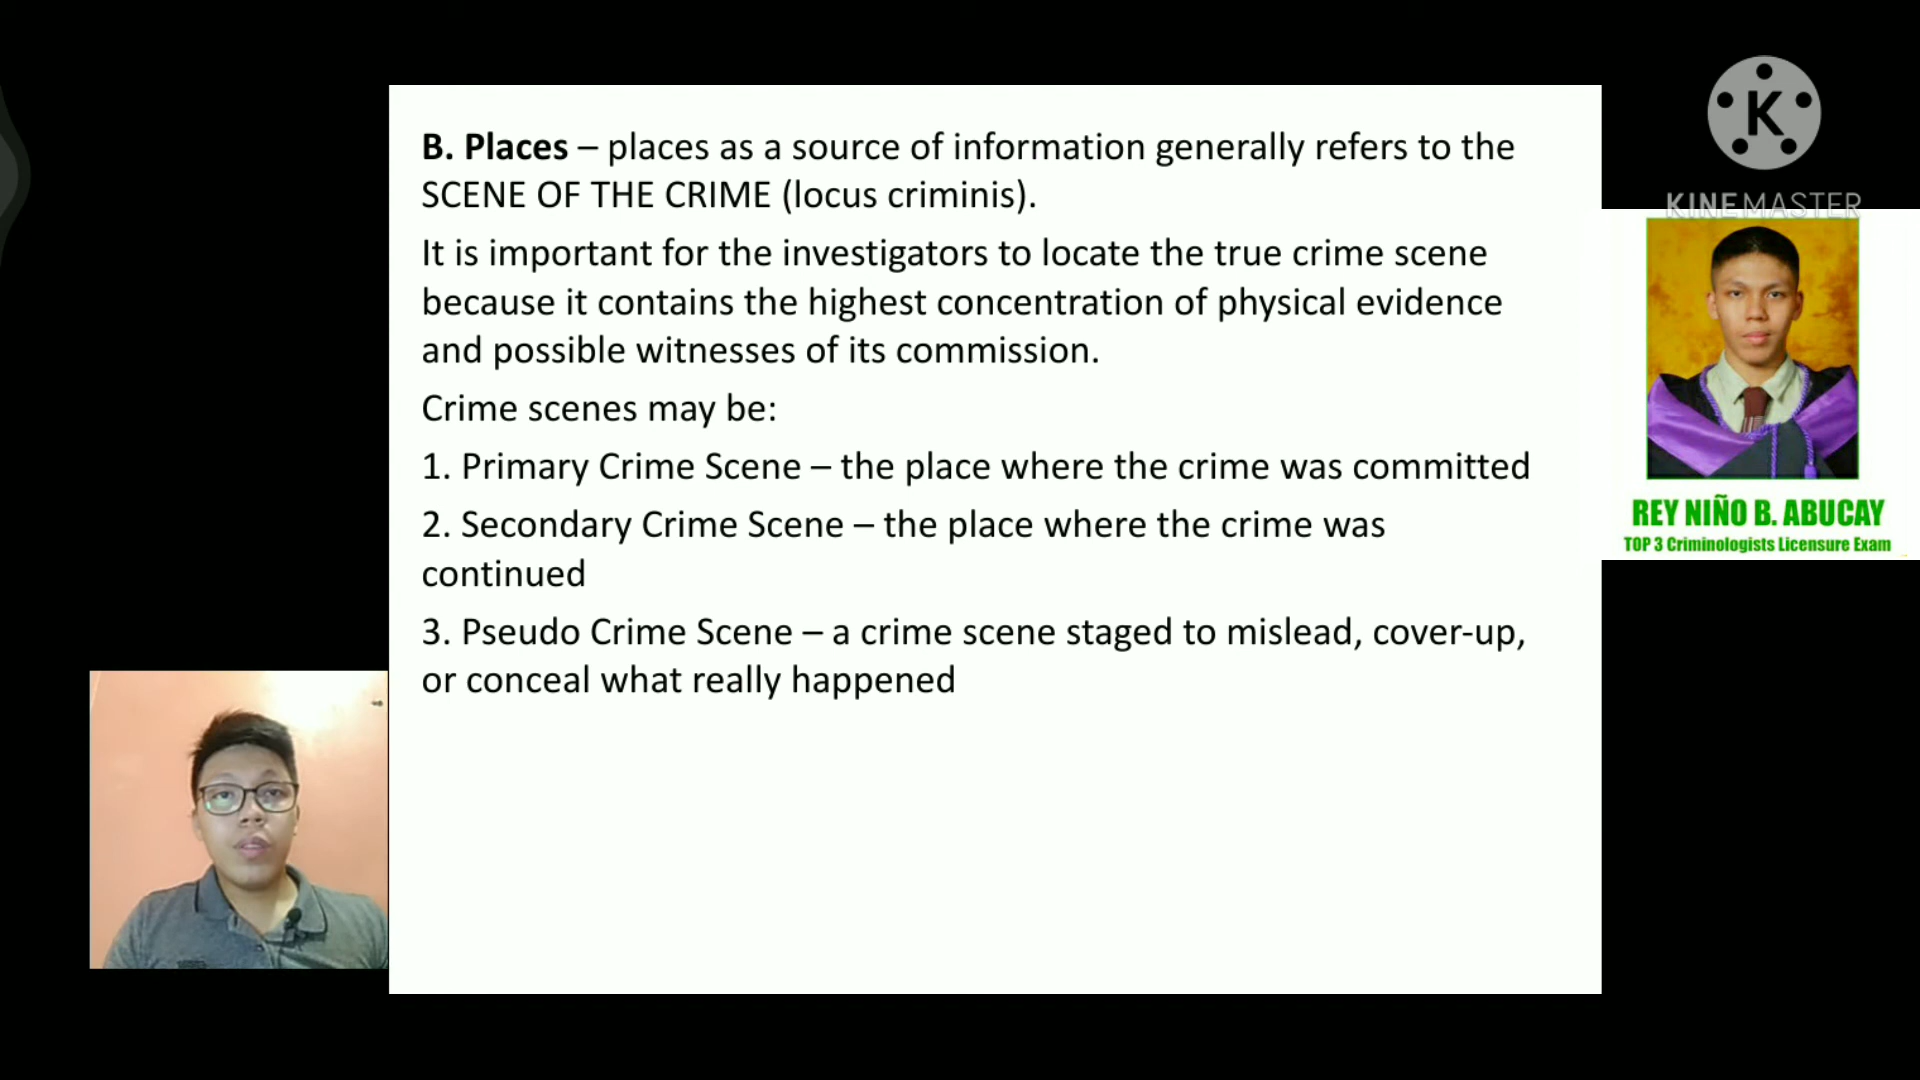 B. Places – places as a source of information generally refers to the
SCENE OF THE CRIME (locus criminis).
It is important for the investigators to locate the true crime scene
because it contains the highest concentration of physical evidence
and possible witnesses of its commission.
Crime scenes may be:
1. Primary Crime Scene – the place where the crime was committed
2. Secondary Crime Scene – the place where the crime was
continued
3. Pseudo Crime Scene – a crime scene staged to mislead, cover-up,
or conceal what really happened
K
KINEMASTER
REY NIÑO B. ABUCAY
TOP 3 Criminologists Licensure Exam